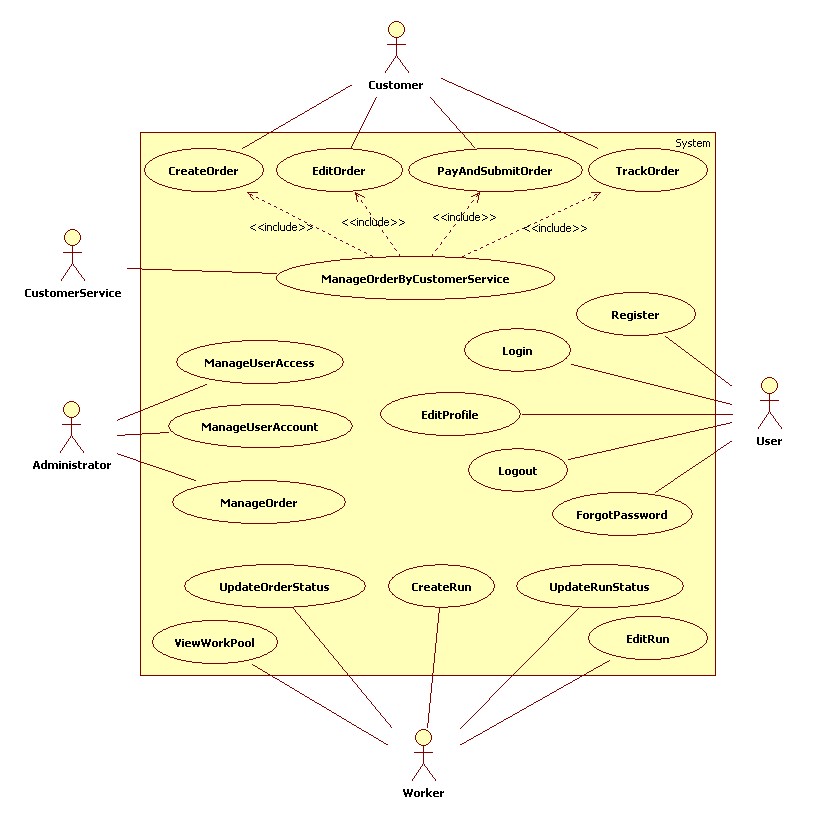 Customer
System
CreateOrder
EditOrder
PayAndSubmitOrder
TrackOrder
<<include>>
<<include>>
<<include>>
<<include>>
ManageOrderByCustomerService
CustomerService
Register
Login
ManageUserAccess
EditProfile
ManageUserAccount
User
Administrator
Logout
ManageOrder
ForgotPassword
UpdateOrderStatus
CreateRun
UpdateRunStatus
ViewWorkPool
EditRun
Worker